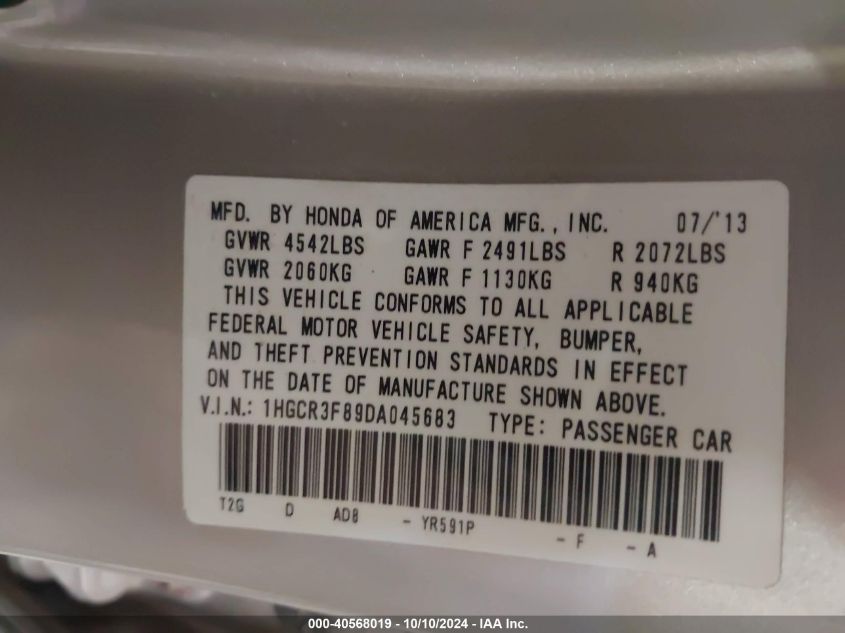 MFD. BY HONDA OF AMERICA MFG., INC. 07/'13
GVWR 4542LBS GAWR F 2491LBS R 2072LBS
GVWR 2060KG GAWR F 1130KG R 940KG
THIS VEHICLE CONFORMS TO ALL APPLICABLE
FEDERAL MOTOR VEHICLE SAFETY, BUMPER,
AND THEFT PREVENTION STANDARDS IN EFFECT
ON THE DATE OF MANUFACTURE SHOWN ABOVE.
V.I.N.: 1HGCR3F89DA045683 TYPE: PASSENGER CAR
T2G D AD8 - YR591P - F - A
000-40568019 - 10/10/2024 - IAA Inc.